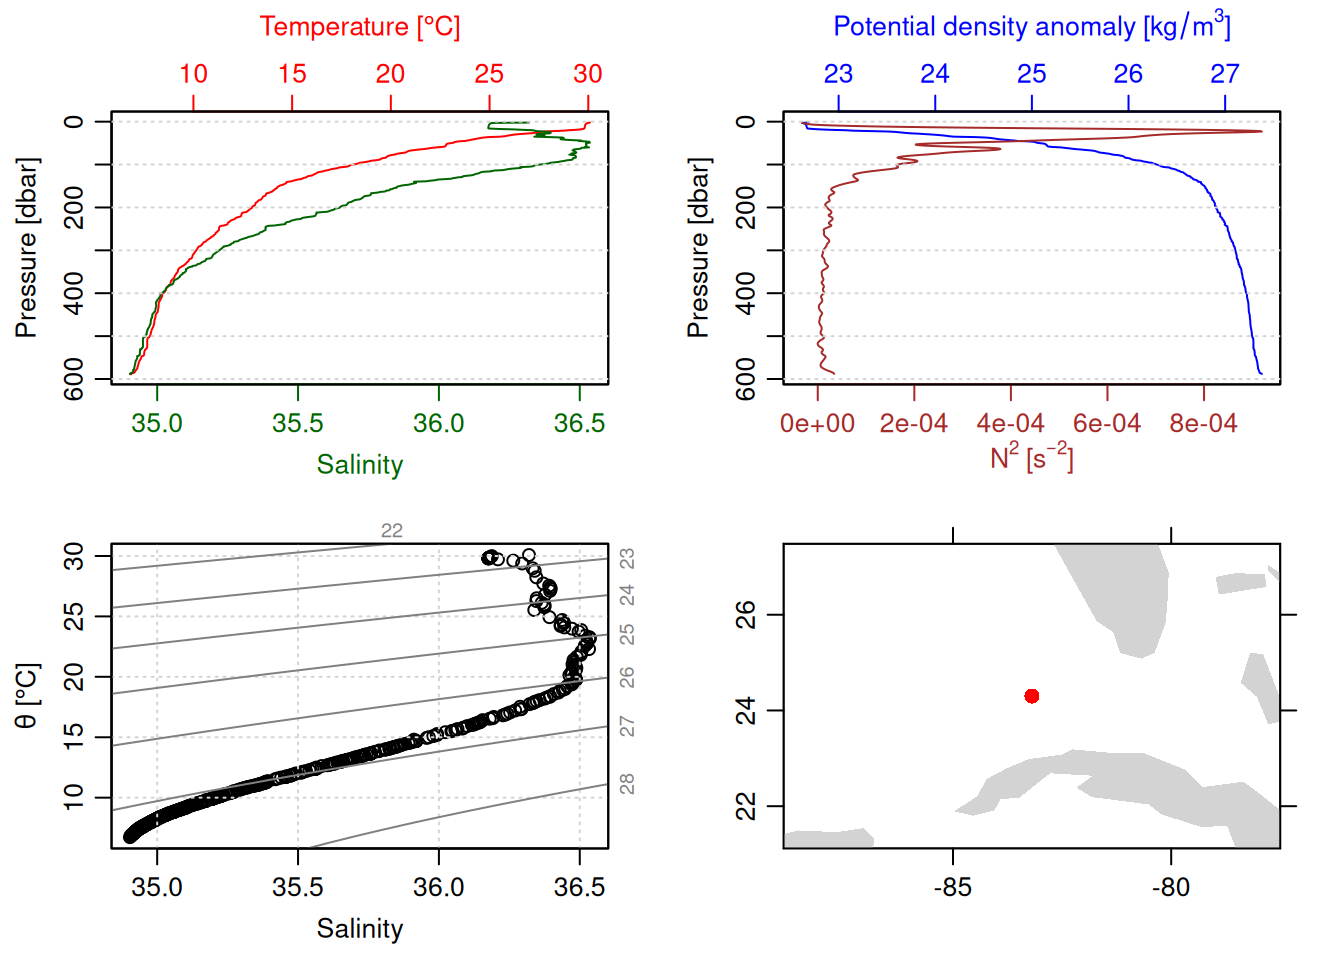 Temperature [°C]
10 15 20 25 30
Pressure [dbar]
0
200
400
600
35.0 35.5 36.0 36.5
Salinity
Potential density anomaly [kg/m³]
23 24 25 26 27
Pressure [dbar]
0
200
400
600
0e+00 2e-04 4e-04 6e-04 8e-04
N² [s⁻²]
22
23
24
25
26
27
28
θ [°C]
30
25
20
15
10
35.0 35.5 36.0 36.5
Salinity
26
24
22
-85 -80